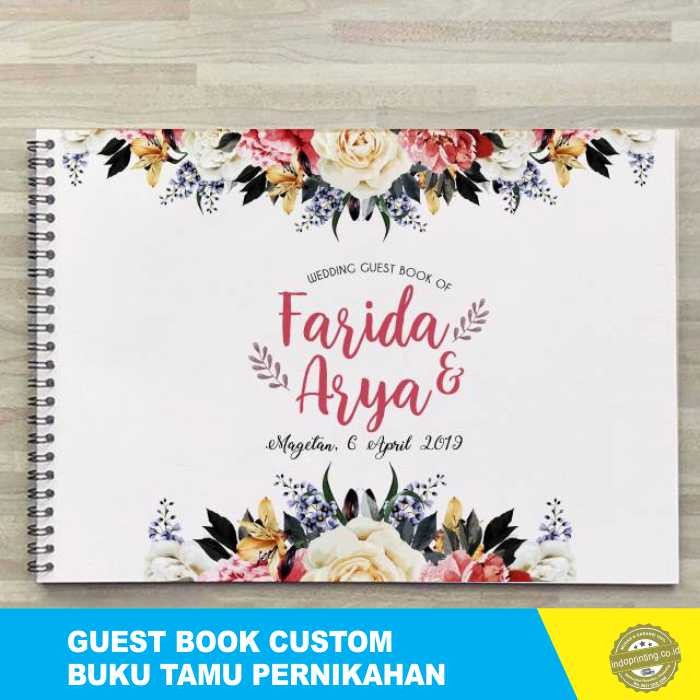 WEDDING GUEST BOOK OF
Farida
& Arya
Magetan, 6 April 2019
GUEST BOOK CUSTOM
BUKU TAMU PERNIKAHAN
indoprinting.co.id